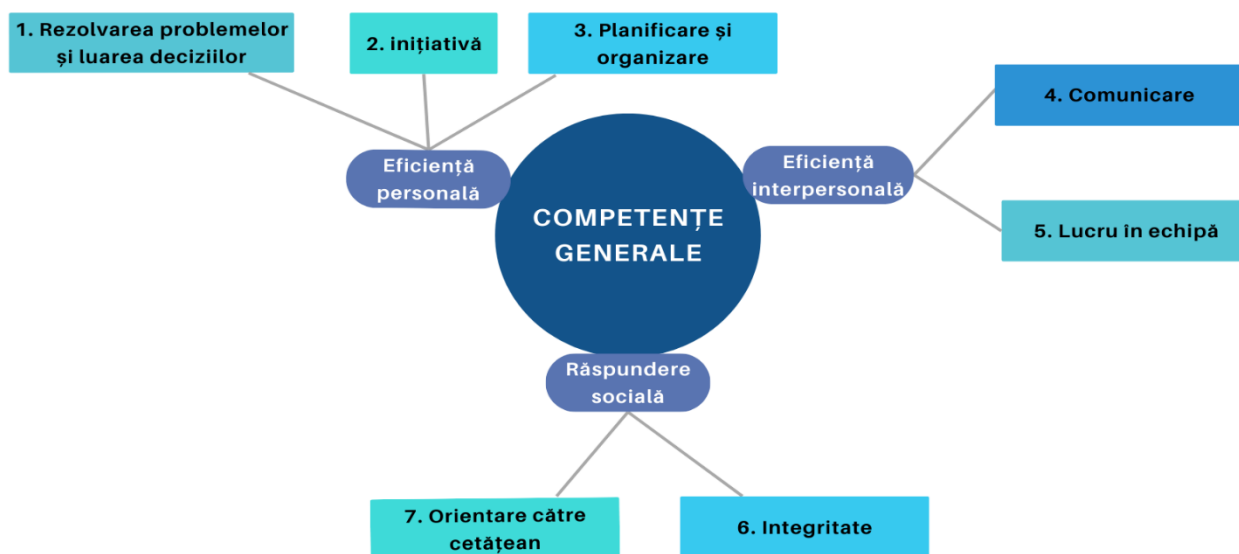 1. Rezolvarea problemelor
și luarea deciziilor
2. inițiativă
3. Planificare și
organizare
4. Comunicare
Eficiență
personală
Eficiență
interpersonală
COMPETENȚE
GENERALE
5. Lucru în echipă
Răspundere
socială
7. Orientare către
cetățean
6. Integritate